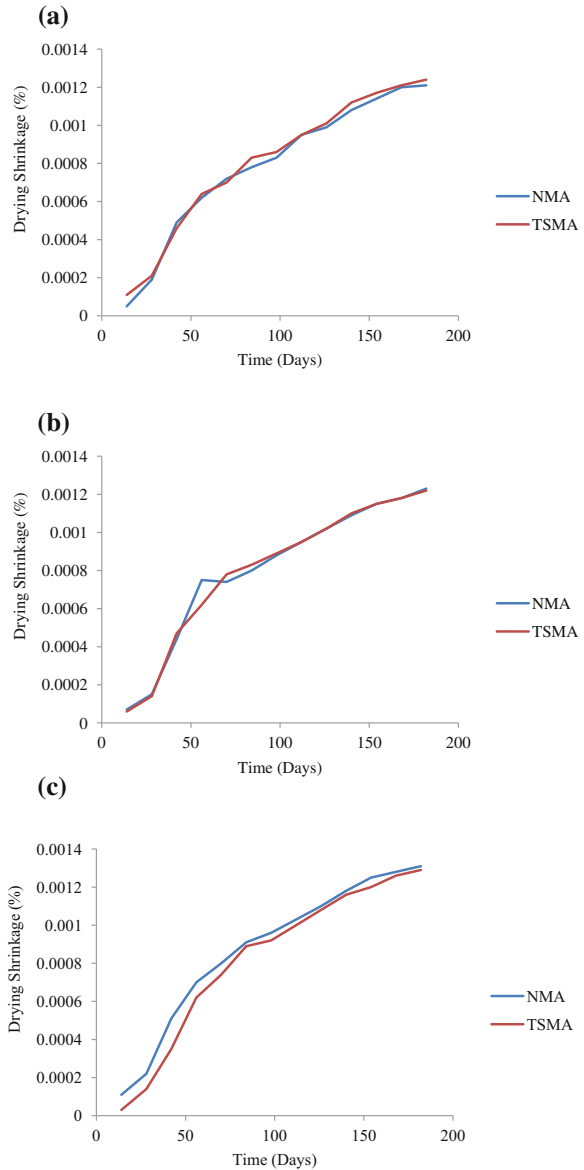 (a)
0.0014
0.0012
0.001
0.0008
0.0006
0.0004
0.0002
0
Drying Shrinkage (%)
0 50 100 150 200
Time (Days)
NMA
TSMA
(b)
0.0014
0.0012
0.001
0.0008
0.0006
0.0004
0.0002
0
Drying Shrinkage (%)
0 50 100 150 200
Time (Days)
NMA
TSMA
(c)
0.0014
0.0012
0.001
0.0008
0.0006
0.0004
0.0002
0
Drying Shrinkage (%)
0 50 100 150 200
Time (Days)
NMA
TSMA